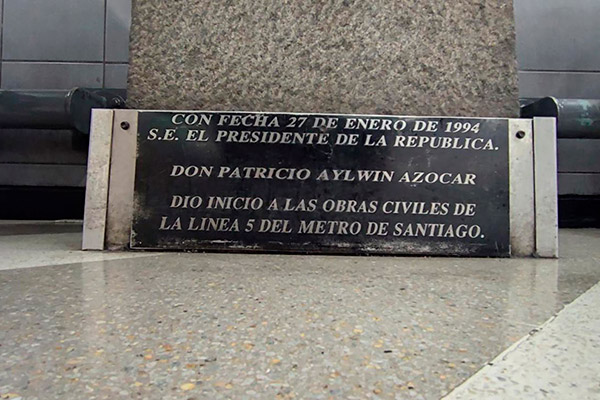 CON FECHA 27 DE ENERO DE 1994
S.E. EL PRESIDENTE DE LA REPUBLICA.
DON PATRICIO AYLWIN AZOCAR
DIO INICIO A LAS OBRAS CIVILES DE
LA LINEA 5 DEL METRO DE SANTIAGO.